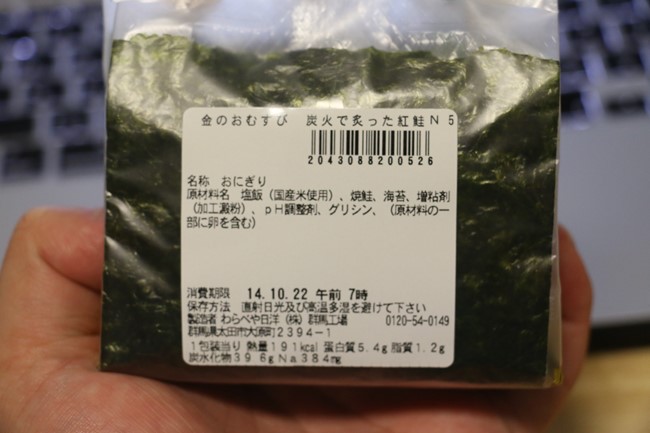 金のおむすび 炭火で炙った紅鮭N 5
2043088200526
名称 おにぎり
原材料名 塩飯(国産米使用)、焼鮭、海苔、増粘剤
(加工澱粉)、pH調整剤、グリシン、(原材料の一
部に卵を含む)
消費期限 14.10.22 午前 7時
保存方法 直射日光及び高温多湿を避けて下さい
製造者 わらべや日洋(株)群馬工場 0120-54-0149
群馬県太田市大原町2394-1
1包装当り 熱量191kcal 蛋白質5.4g 脂質1.2g
炭水化物39.6g Na 384mg